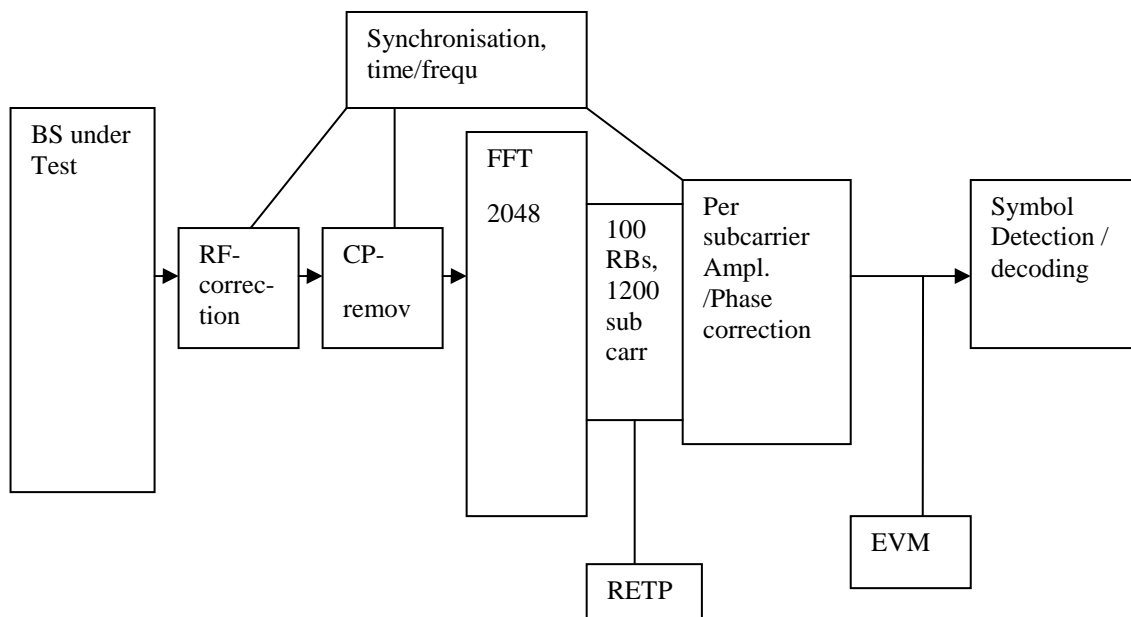 Synchronisation,
time/frequ
BS under
Test
RF-
correc-
tion
CP-
remov
FFT
2048
100
RBs,
1200
sub
carr
Per
subcarrier
Ampl.
/Phase
correction
Symbol
Detection /
decoding
EVM
RETP